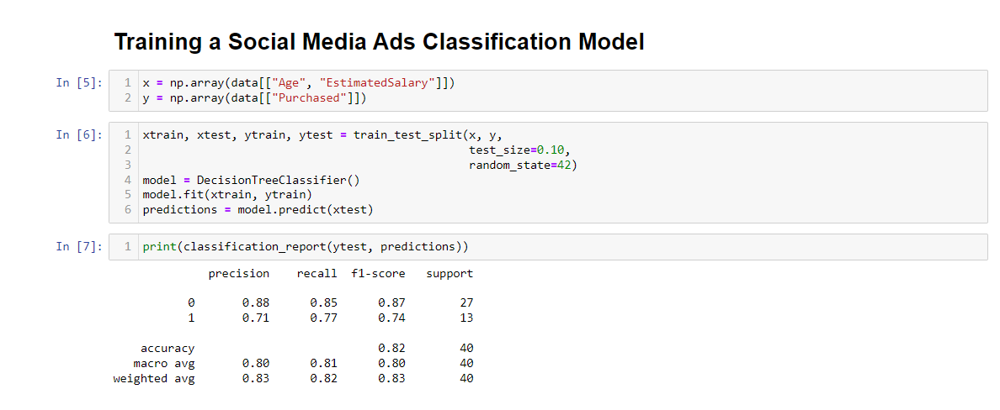 Training a Social Media Ads Classification Model
In [5]: 1 x = np.array(data[["Age", "EstimatedSalary"]])
2 y = np.array(data[["Purchased"]])
In [6]: 1 xtrain, xtest, ytrain, ytest = train_test_split(x, y,
2 test_size=0.10,
3 random_state=42)
4 model = DecisionTreeClassifier()
5 model.fit(xtrain, ytrain)
6 predictions = model.predict(xtest)
In [7]: 1 print(classification_report(ytest, predictions))
precision recall f1-score support
0 0.88 0.85 0.87 27
1 0.71 0.77 0.74 13
accuracy 0.82 40
macro avg 0.80 0.81 0.80 40
weighted avg 0.83 0.82 0.83 40